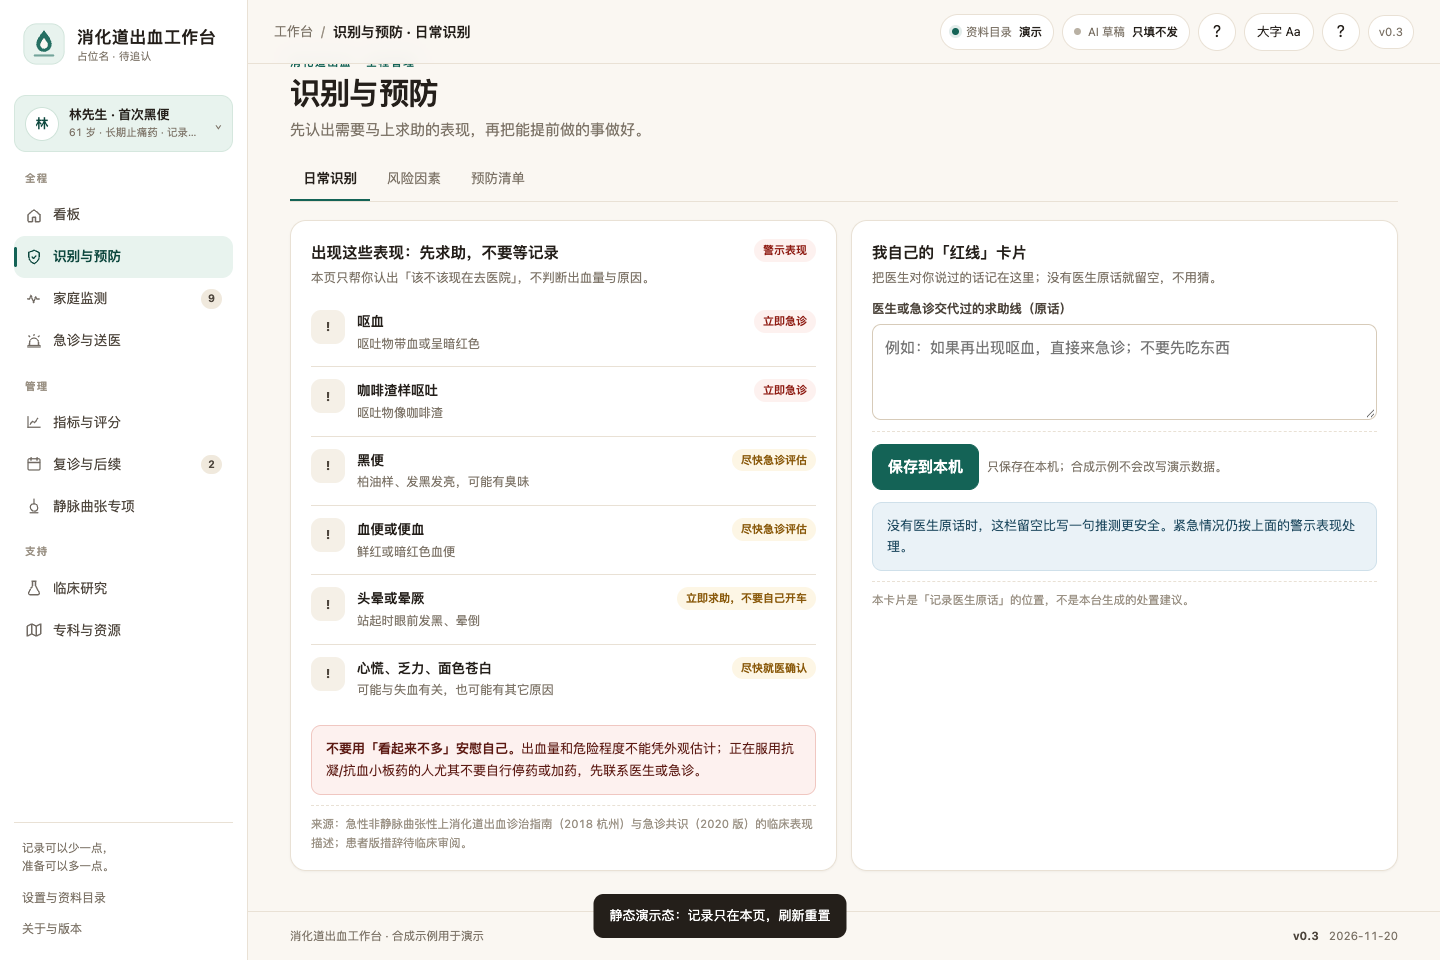 消化道出血工作台
占位名 · 待追认
林
林先生 · 首次黑便
61 岁 · 长期止痛药 · 记录...
全程
看板
识别与预防
家庭监测
9
急诊与送医
管理
指标与评分
复诊与后续
2
静脉曲张专项
支持
临床研究
专科与资源
记录可以少一点，
准备可以多一点。
设置与资料目录
关于与版本
工作台 / 识别与预防 · 日常识别
资料目录 演示
AI 草稿 只填不发
?
大字 Aa
?
v0.3
识别与预防
先认出需要马上求助的表现，再把能提前做的事做好。
日常识别
风险因素
预防清单
出现这些表现：先求助，不要等记录
警示表现
本页只帮你认出「该不该现在去医院」，不判断出血量与原因。
!
呕血
立即急诊
呕吐物带血或呈暗红色
!
咖啡渣样呕吐
立即急诊
呕吐物像咖啡渣
!
黑便
尽快急诊评估
柏油样、发黑发亮，可能有臭味
!
血便或便血
尽快急诊评估
鲜红或暗红色血便
!
头晕或晕厥
立即求助，不要自己开车
站起时眼前发黑、晕倒
!
心慌、乏力、面色苍白
尽快就医确认
可能与失血有关，也可能有其它原因
不要用「看起来不多」安慰自己。出血量和危险程度不能凭外观估计；正在服用抗
凝/抗血小板药的人尤其不要自行停药或加药，先联系医生或急诊。
来源：急性非静脉曲张性上消化道出血诊治指南（2018 杭州）与急诊共识（2020 版）的临床表现
描述；患者版措辞待临床审阅。
我自己的「红线」卡片
把医生对你说过的话记在这里；没有医生原话就留空，不用猜。
医生或急诊交代过的求助线（原话）
例如：如果再出现呕血，直接来急诊；不要先吃东西
保存到本机
只保存在本机；合成示例不会改写演示数据。
没有医生原话时，这栏留空比写一句推测更安全。紧急情况仍按上面的警示表现处
理。
本卡片是「记录医生原话」的位置，不是本台生成的处置建议。
静态演示态：记录只在本页，刷新重置
消化道出血工作台 · 合成示例用于演示
v0.3 2026-11-20